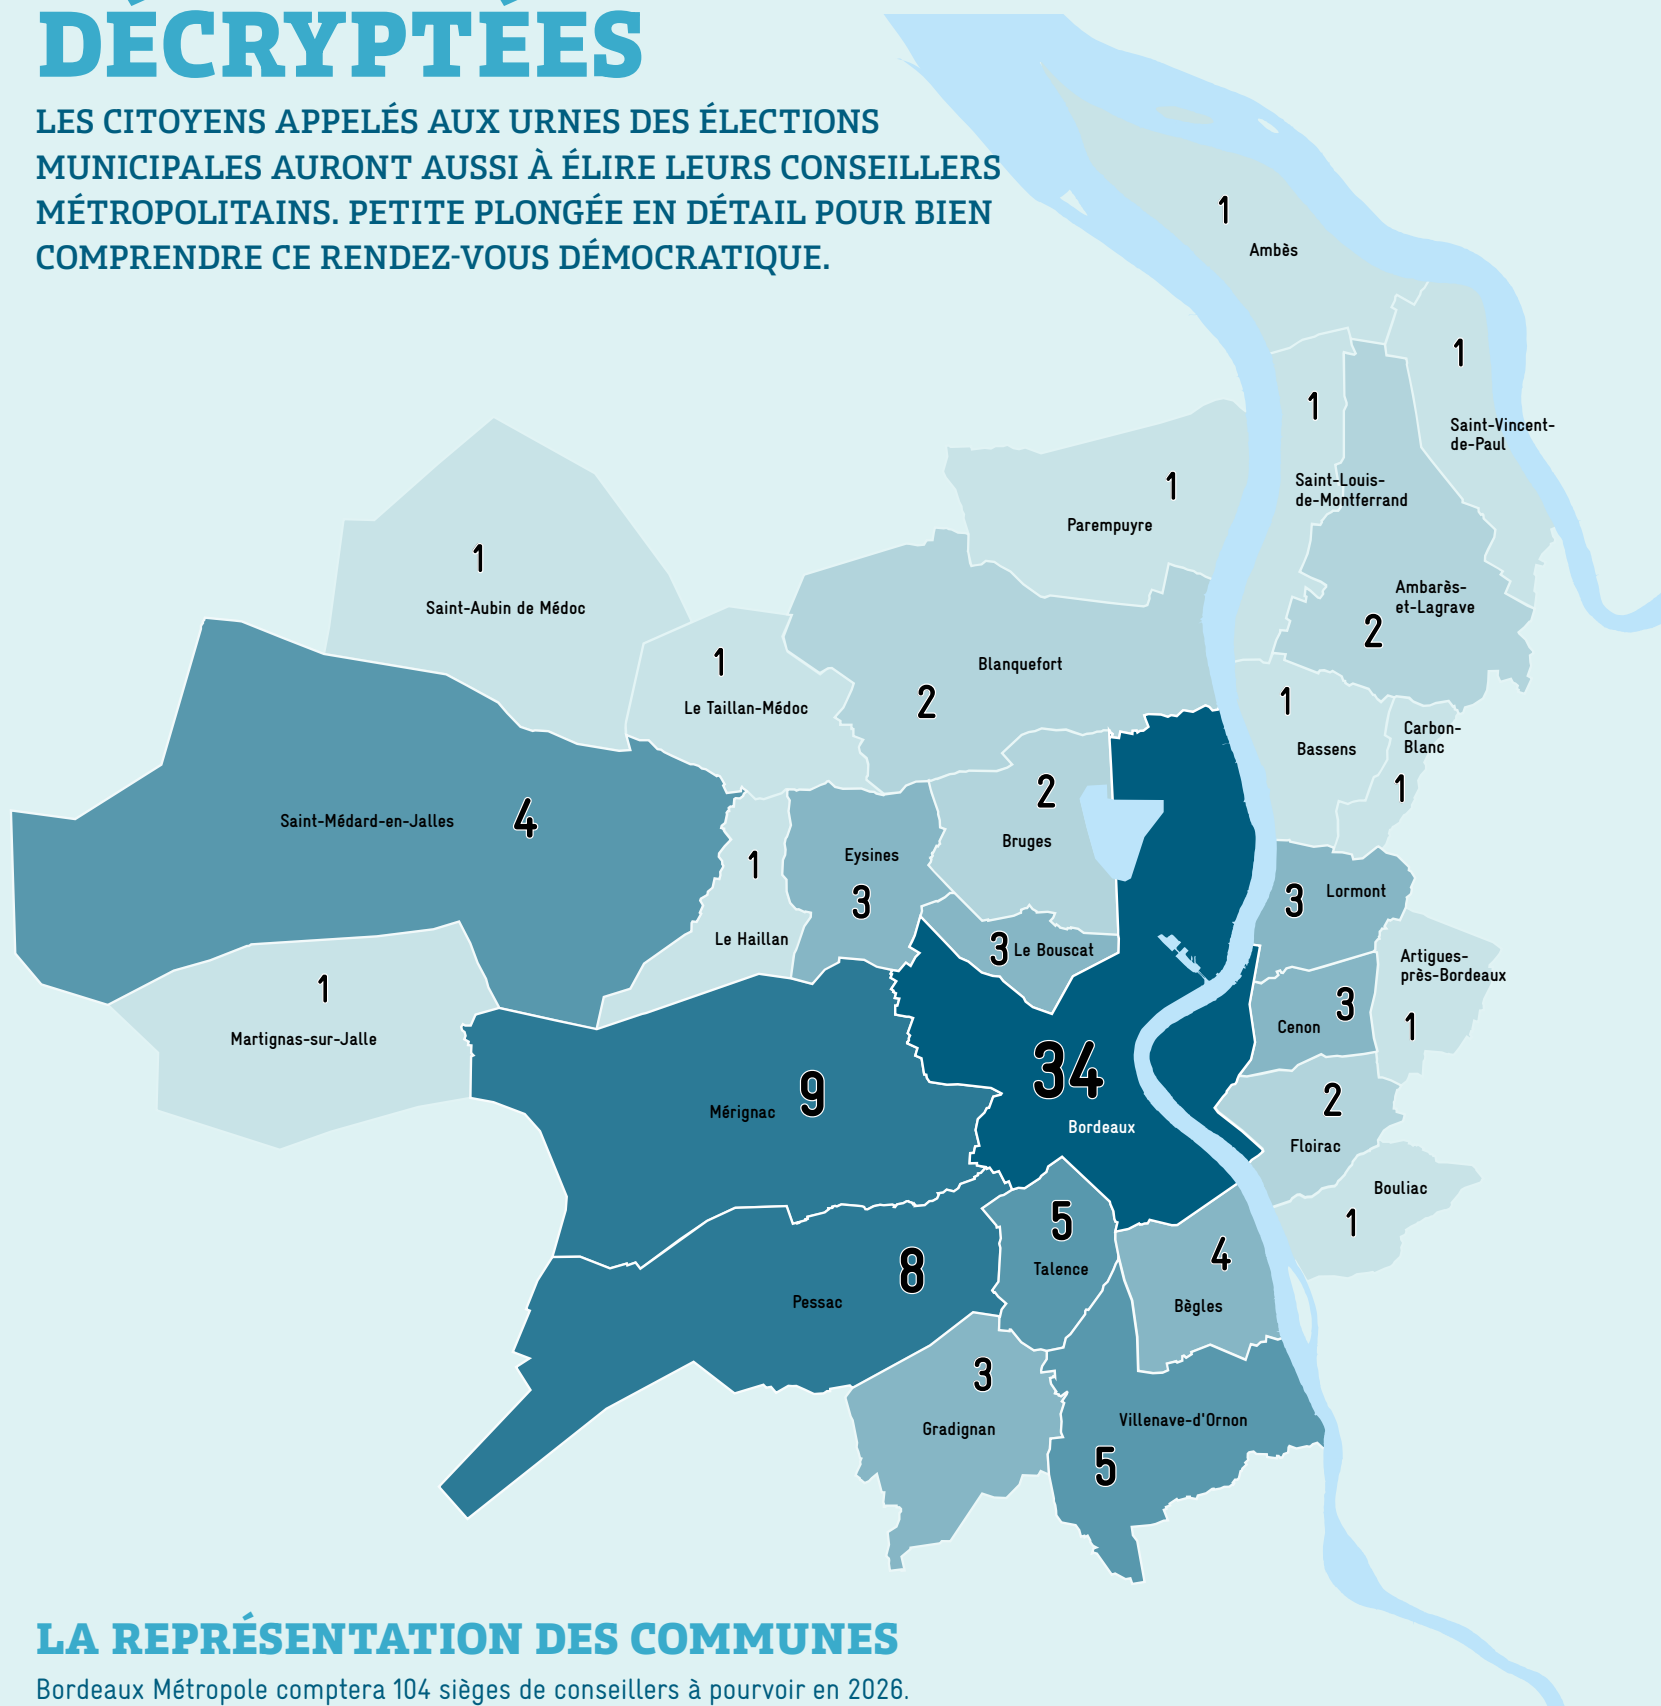 DÉCRYPTÉES
LES CITOYENS APPELÉS AUX URNES DES ÉLECTIONS
MUNICIPALES AURONT AUSSI À ÉLIRE LEURS CONSEILLERS
MÉTROPOLITAINS. PETITE PLONGÉE EN DÉTAIL POUR BIEN
COMPRENDRE CE RENDEZ-VOUS DÉMOCRATIQUE.
1
Ambès
1
Saint-Vincent-
de-Paul
1
Saint-Louis-
de-Montferrand
1
Parempuyre
1
Saint-Aubin de Médoc
Ambarès-
et-Lagrave
2
1
Le Taillan-Médoc
Blanquefort
2
1
Bassens
Carbon-
Blanc
1
Saint-Médard-en-Jalles
4
2
Bruges
1
Le Haillan
Eysines
3
3
Lormont
3
Le Bouscat
Artigues-
près-Bordeaux
1
1
Martignas-sur-Jalle
Cenon
3
34
Bordeaux
Mérignac
9
2
Floirac
Bouliac
1
5
Talence
4
Bègles
8
Pessac
3
Gradignan
Villenave-d'Ornon
5
LA REPRÉSENTATION DES COMMUNES
Bordeaux Métropole comptera 104 sièges de conseillers à pourvoir en 2026.